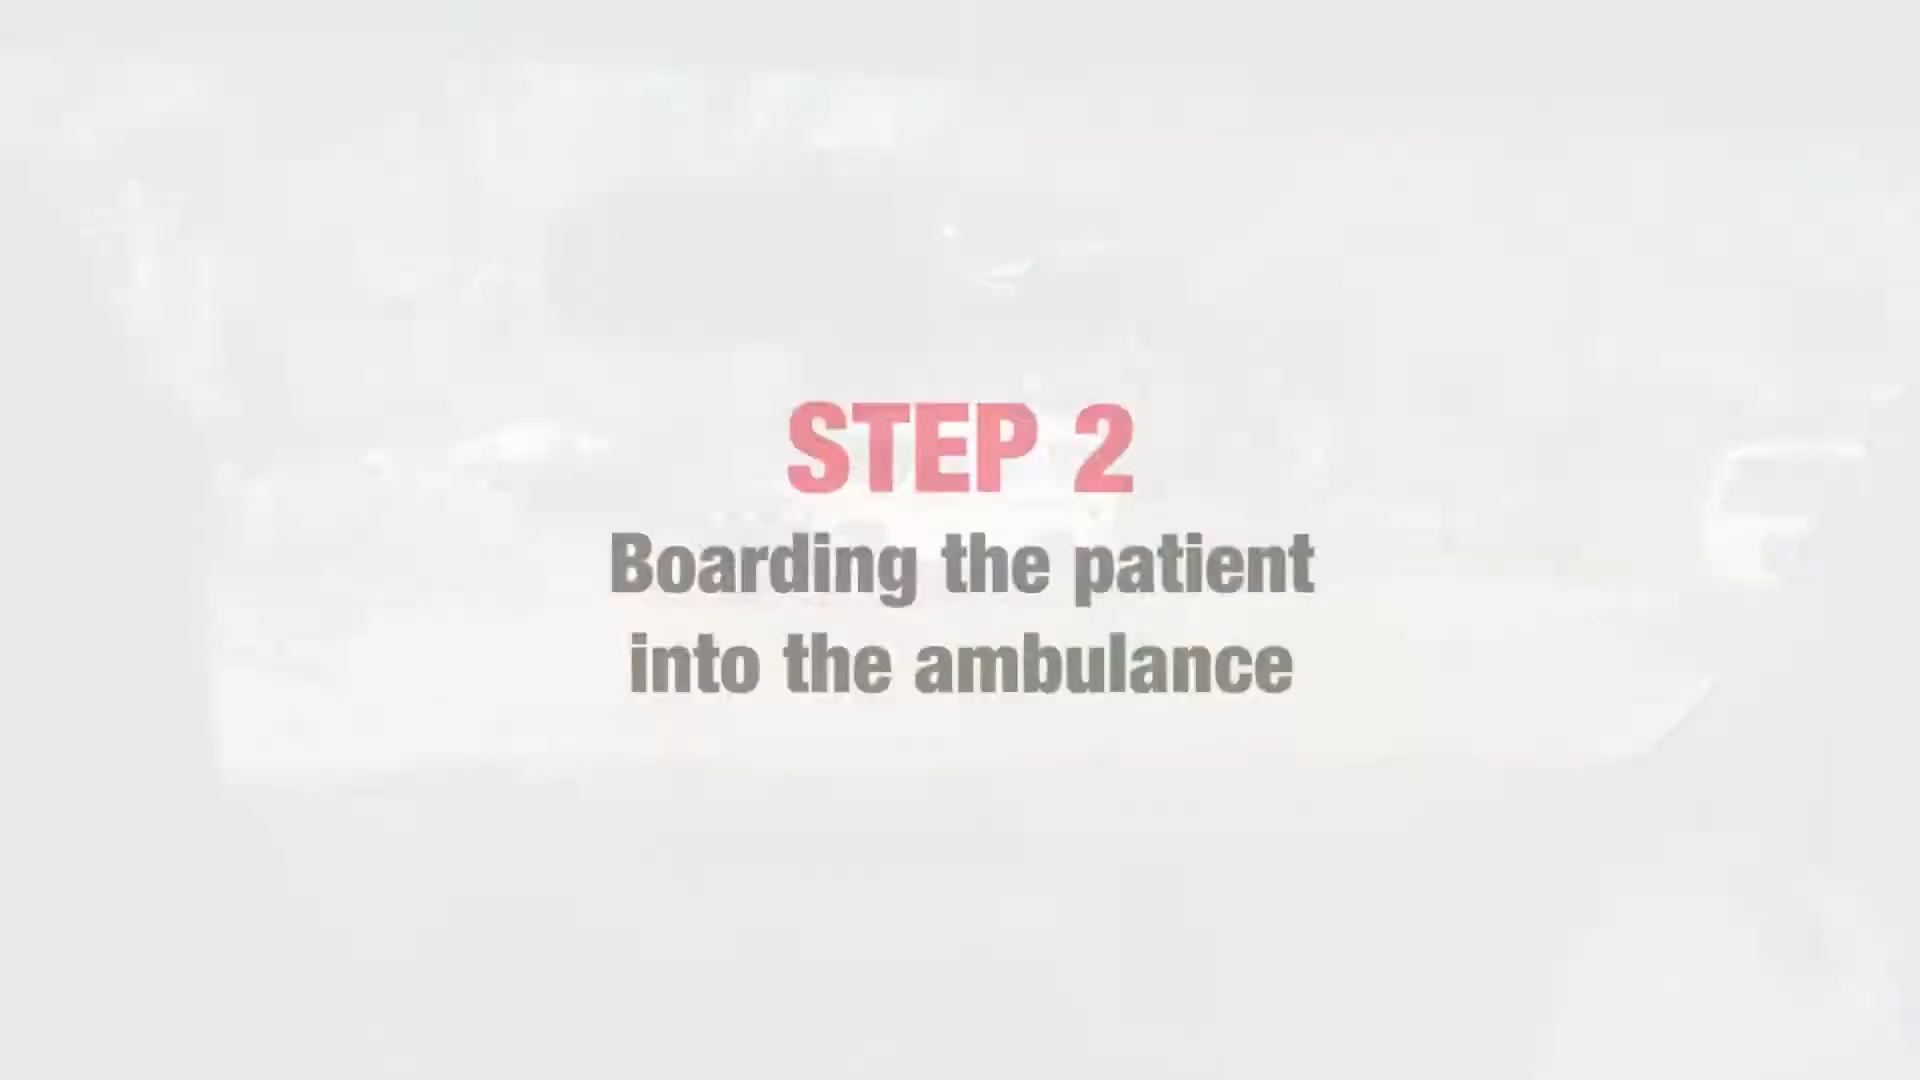 STEP 2
Boarding the patient
into the ambulance